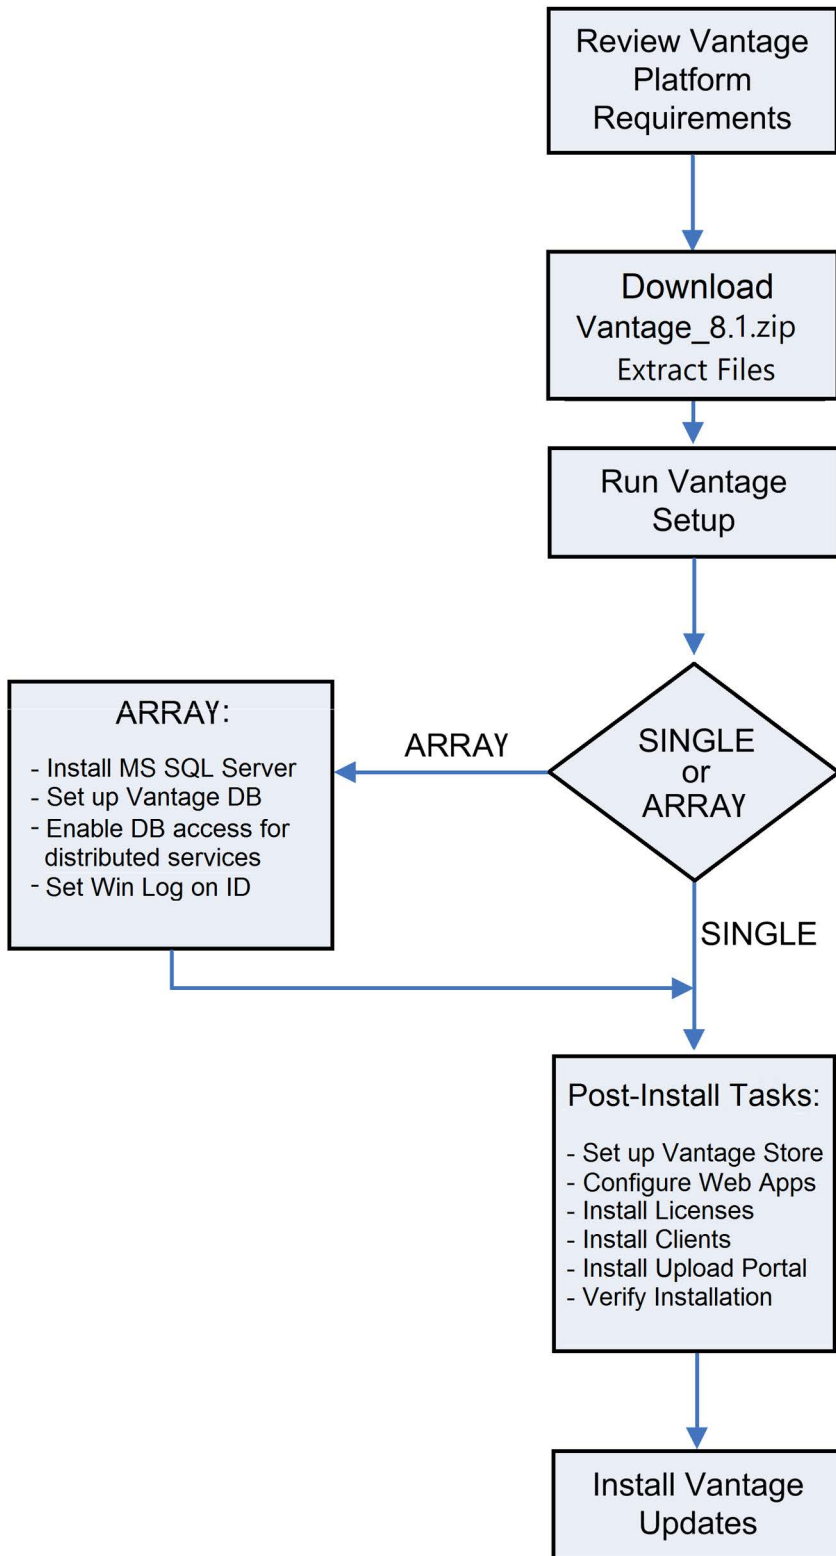 Review Vantage
Platform
Requirements
Download
Vantage_8.1.zip
Extract Files
Run Vantage
Setup
SINGLE
or
ARRAY
ARRAY
ARRAY:
- Install MS SQL Server
- Set up Vantage DB
- Enable DB access for
distributed services
- Set Win Log on ID
SINGLE
Post-Install Tasks:
- Set up Vantage Store
- Configure Web Apps
- Install Licenses
- Install Clients
- Install Upload Portal
- Verify Installation
Install Vantage
Updates